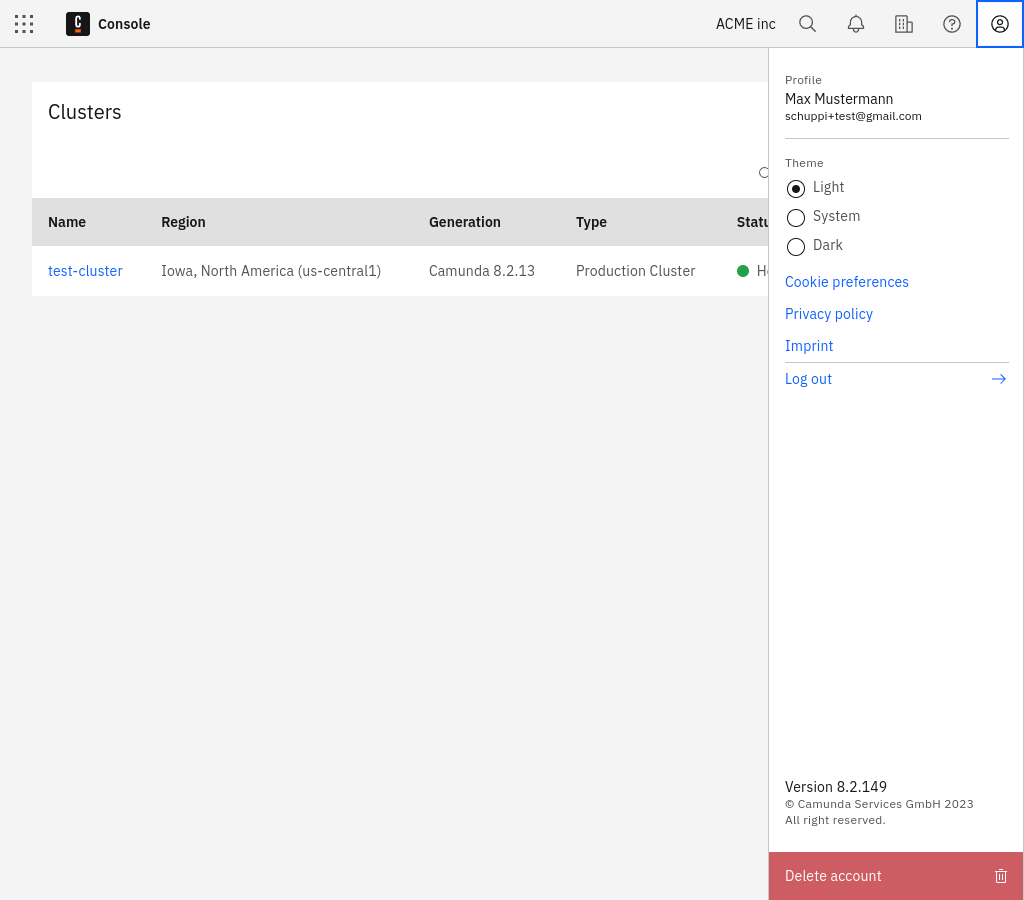 Console
ACME inc
Clusters
Name Region Generation Type
test-cluster Iowa, North America (us-central1) Camunda 8.2.13 Production Cluster
Profile
Max Mustermann
schuppi+test@gmail.com
Theme
Light
System
Dark
Cookie preferences
Privacy policy
Imprint
Log out
Version 8.2.149
© Camunda Services GmbH 2023
All right reserved.
Delete account